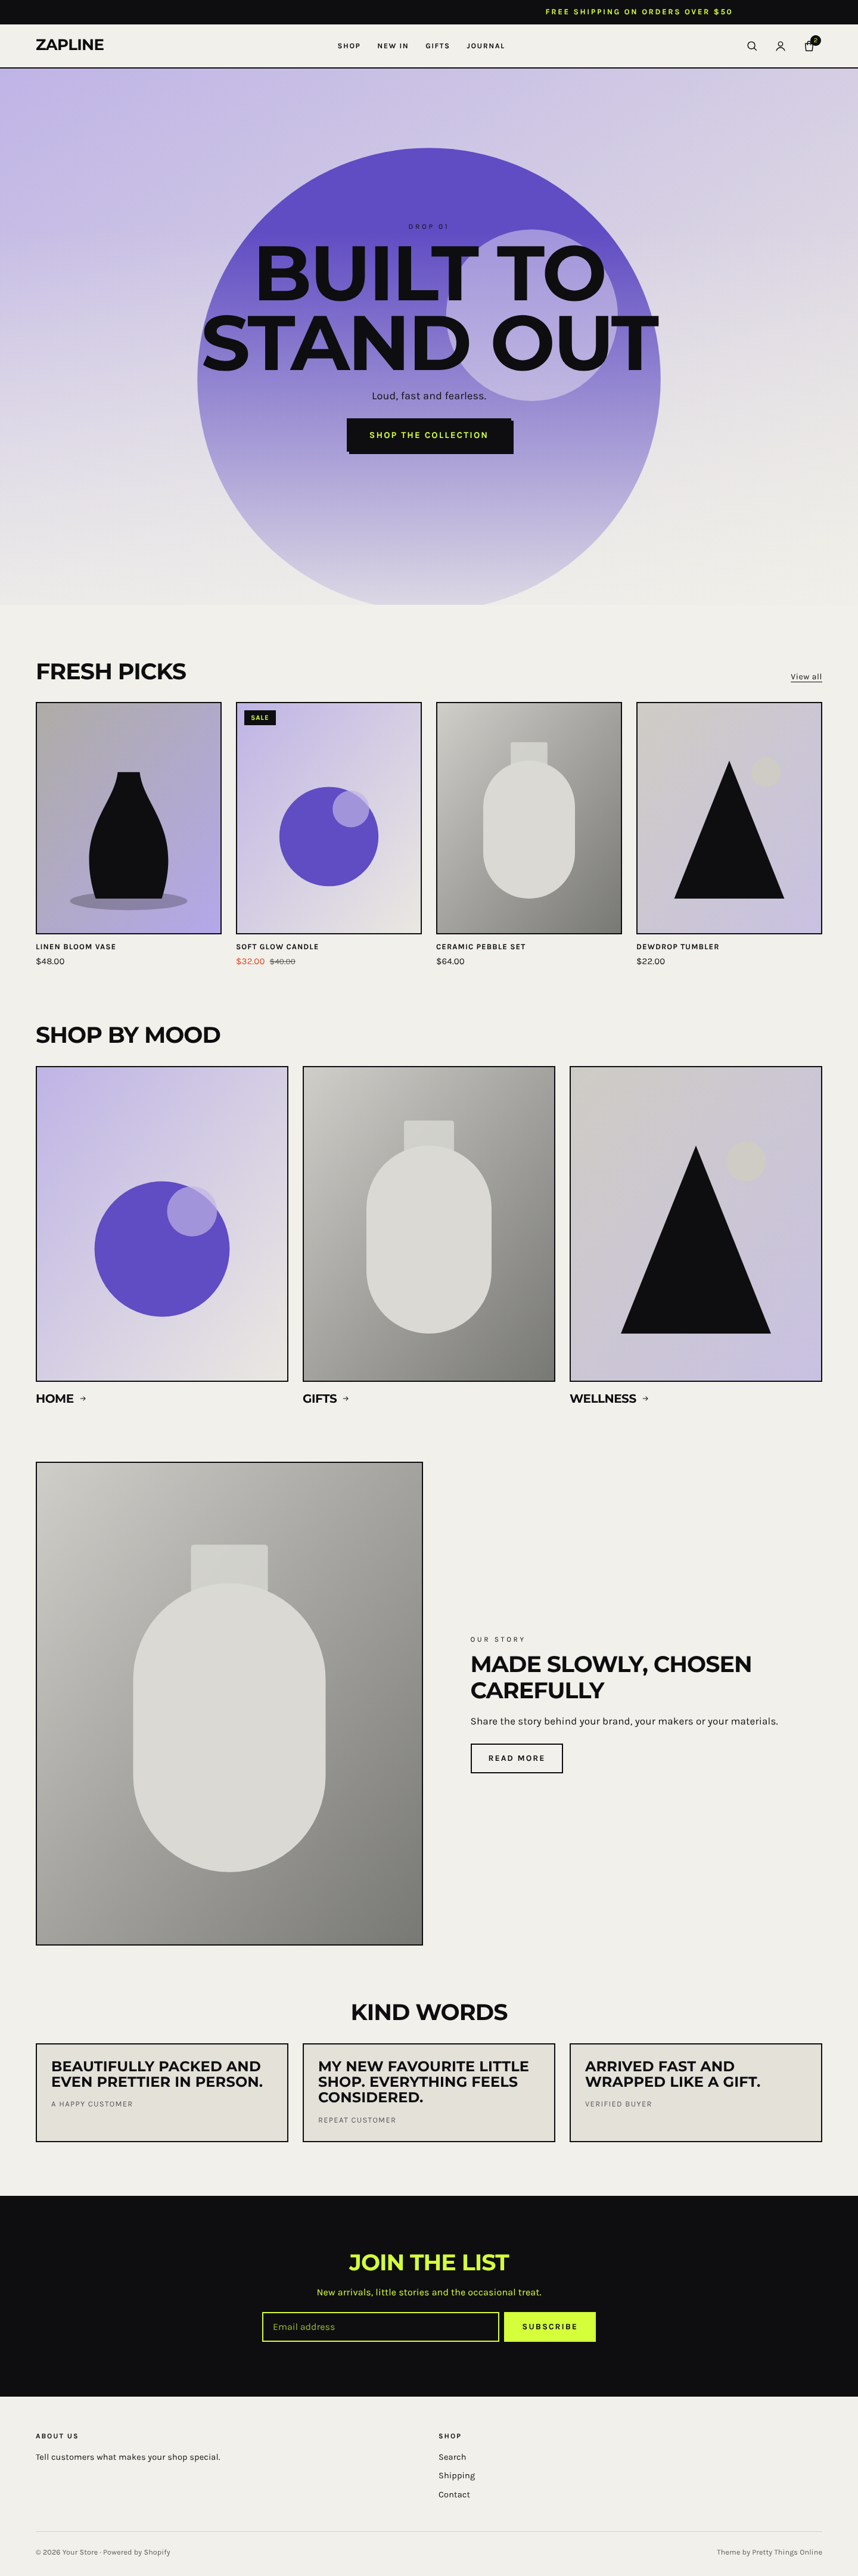 FREE SHIPPING ON ORDERS OVER $50
ZAPLINE
SHOP NEW IN GIFTS JOURNAL
2
DROP 01
BUILT TO
STAND OUT
Loud, fast and fearless.
SHOP THE COLLECTION
FRESH PICKS
View all
SALE
LINEN BLOOM VASE
$48.00
SOFT GLOW CANDLE
$32.00 $40.00
CERAMIC PEBBLE SET
$64.00
DEWDROP TUMBLER
$22.00
SHOP BY MOOD
HOME →
GIFTS →
WELLNESS →
OUR STORY
MADE SLOWLY, CHOSEN
CAREFULLY
Share the story behind your brand, your makers or your materials.
READ MORE
KIND WORDS
BEAUTIFULLY PACKED AND
EVEN PRETTIER IN PERSON.
A HAPPY CUSTOMER
MY NEW FAVOURITE LITTLE
SHOP. EVERYTHING FEELS
CONSIDERED.
REPEAT CUSTOMER
ARRIVED FAST AND
WRAPPED LIKE A GIFT.
VERIFIED BUYER
JOIN THE LIST
New arrivals, little stories and the occasional treat.
Email address
SUBSCRIBE
ABOUT US
Tell customers what makes your shop special.
SHOP
Search
Shipping
Contact
© 2026 Your Store · Powered by Shopify
Theme by Pretty Things Online